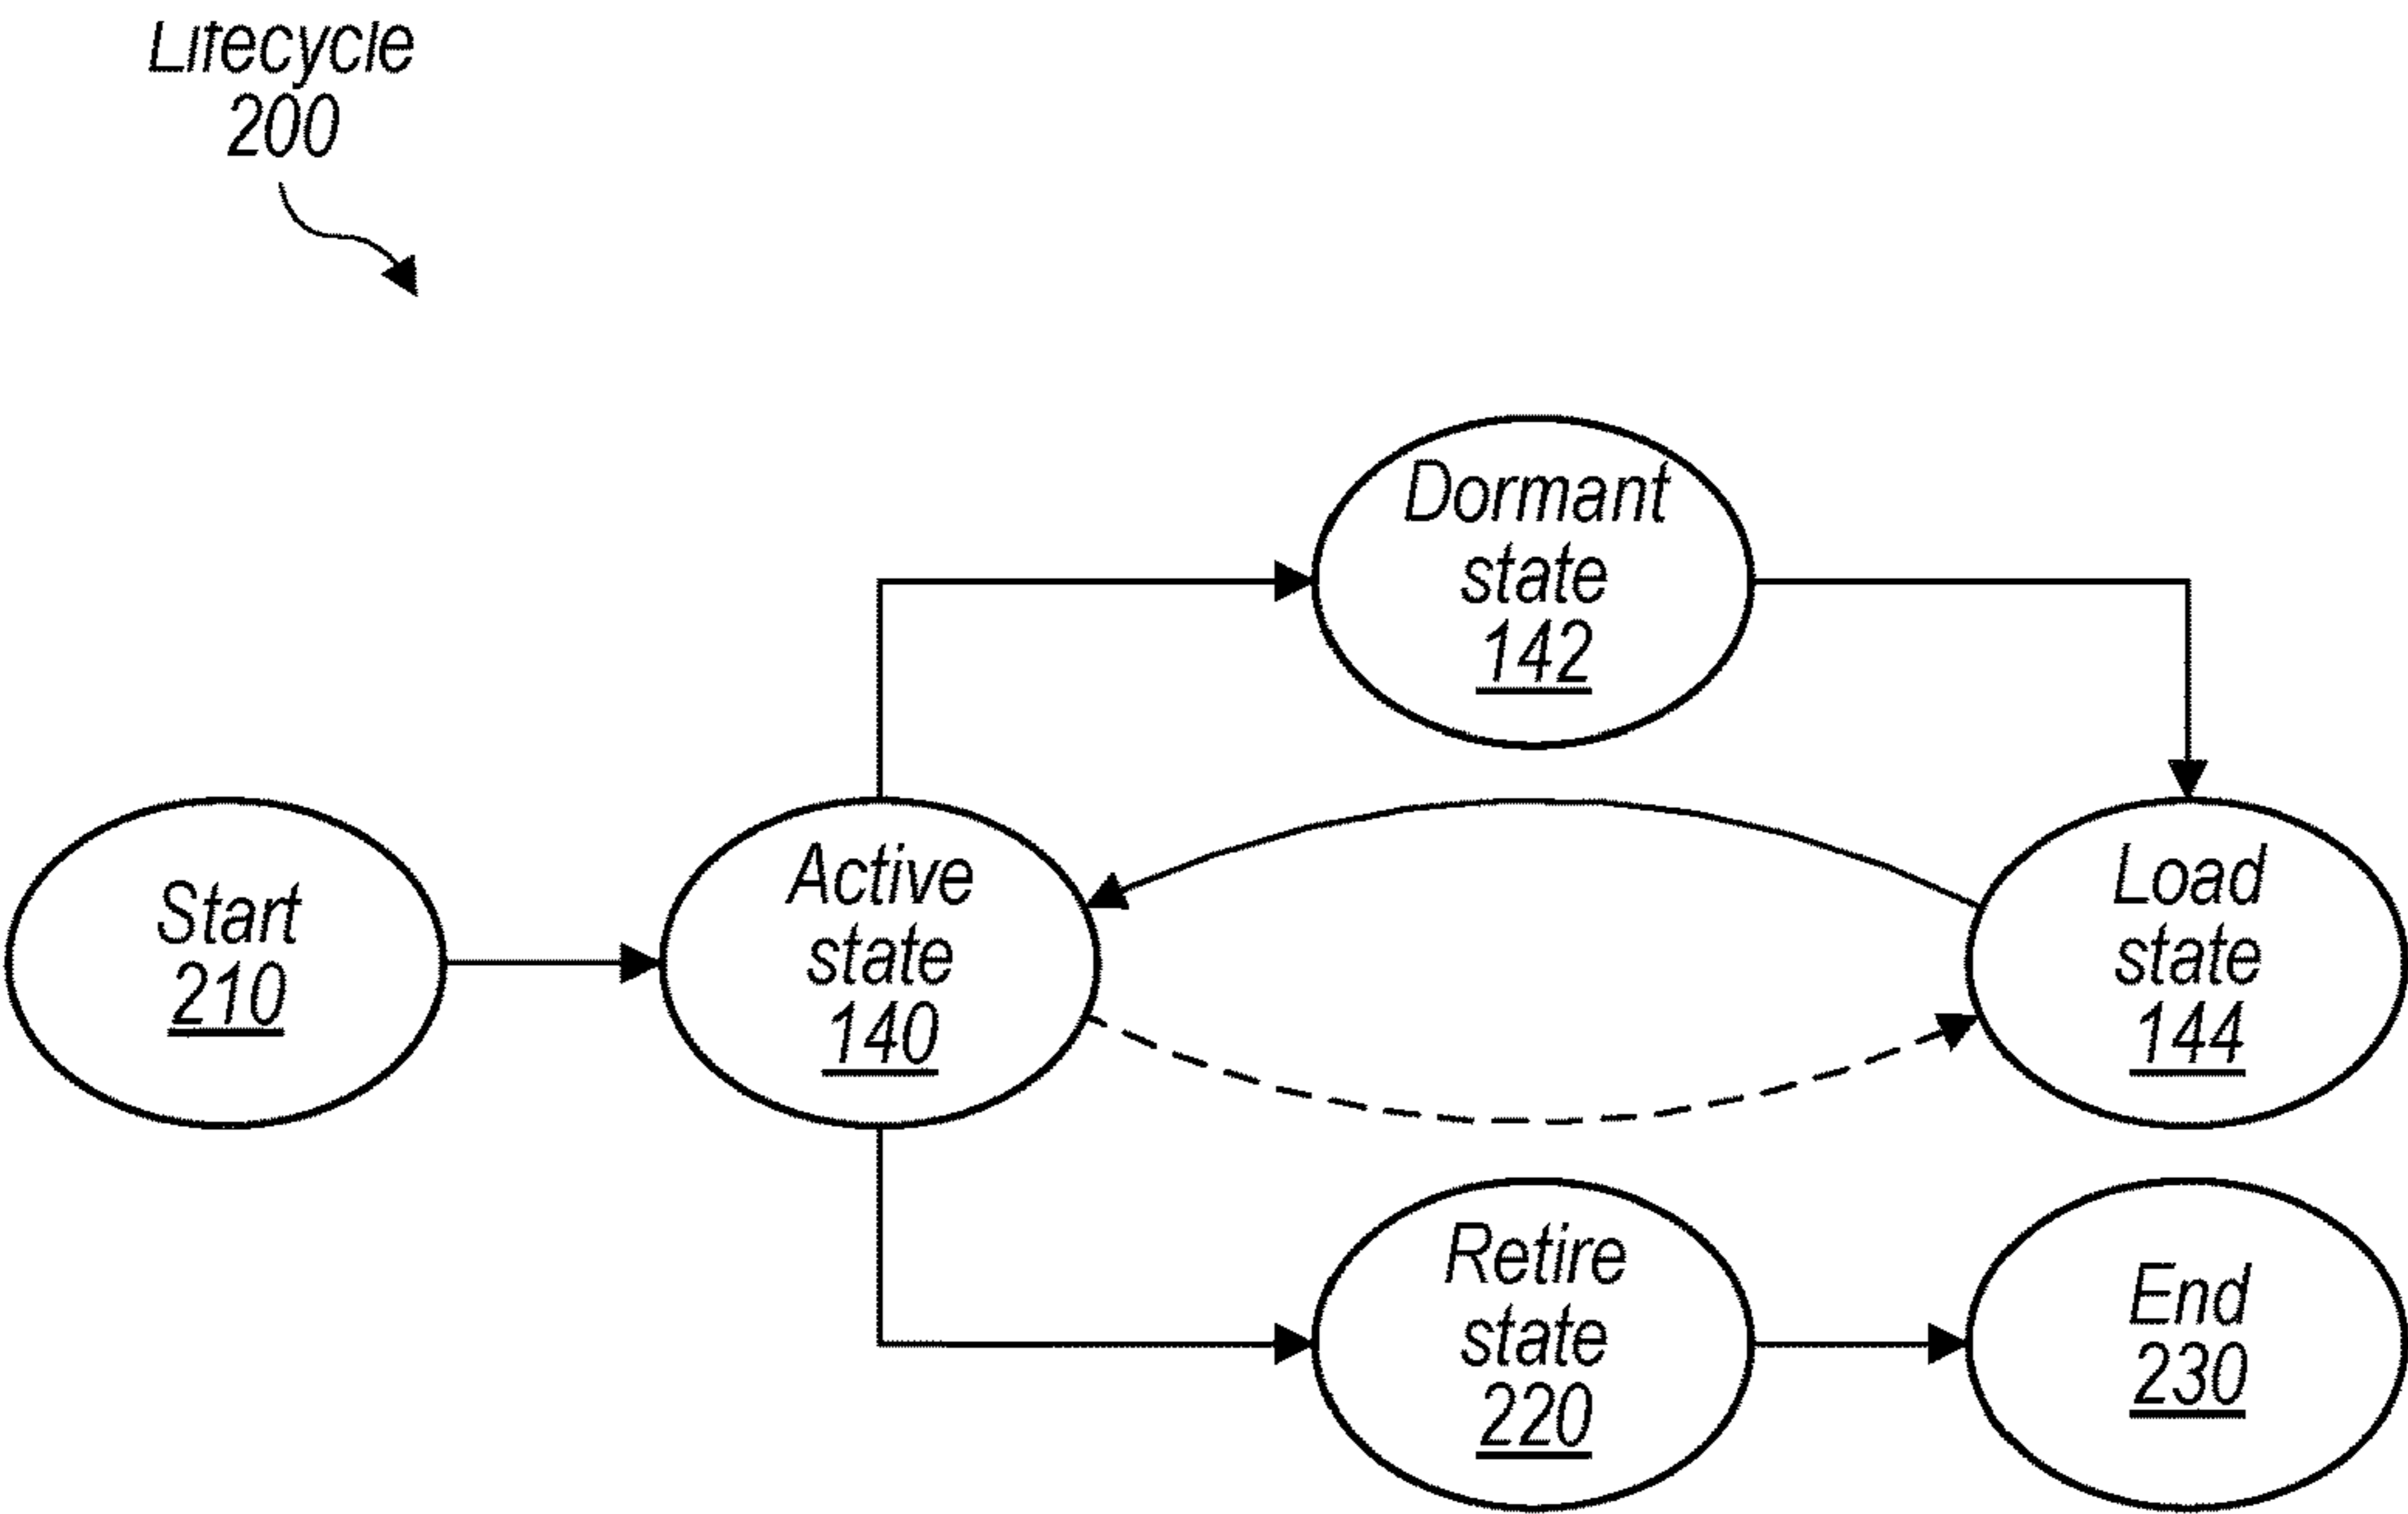 Lifecycle
200
Dormant
state
142
Start
210
Active
state
140
Load
state
144
Retire
state
220
End
230